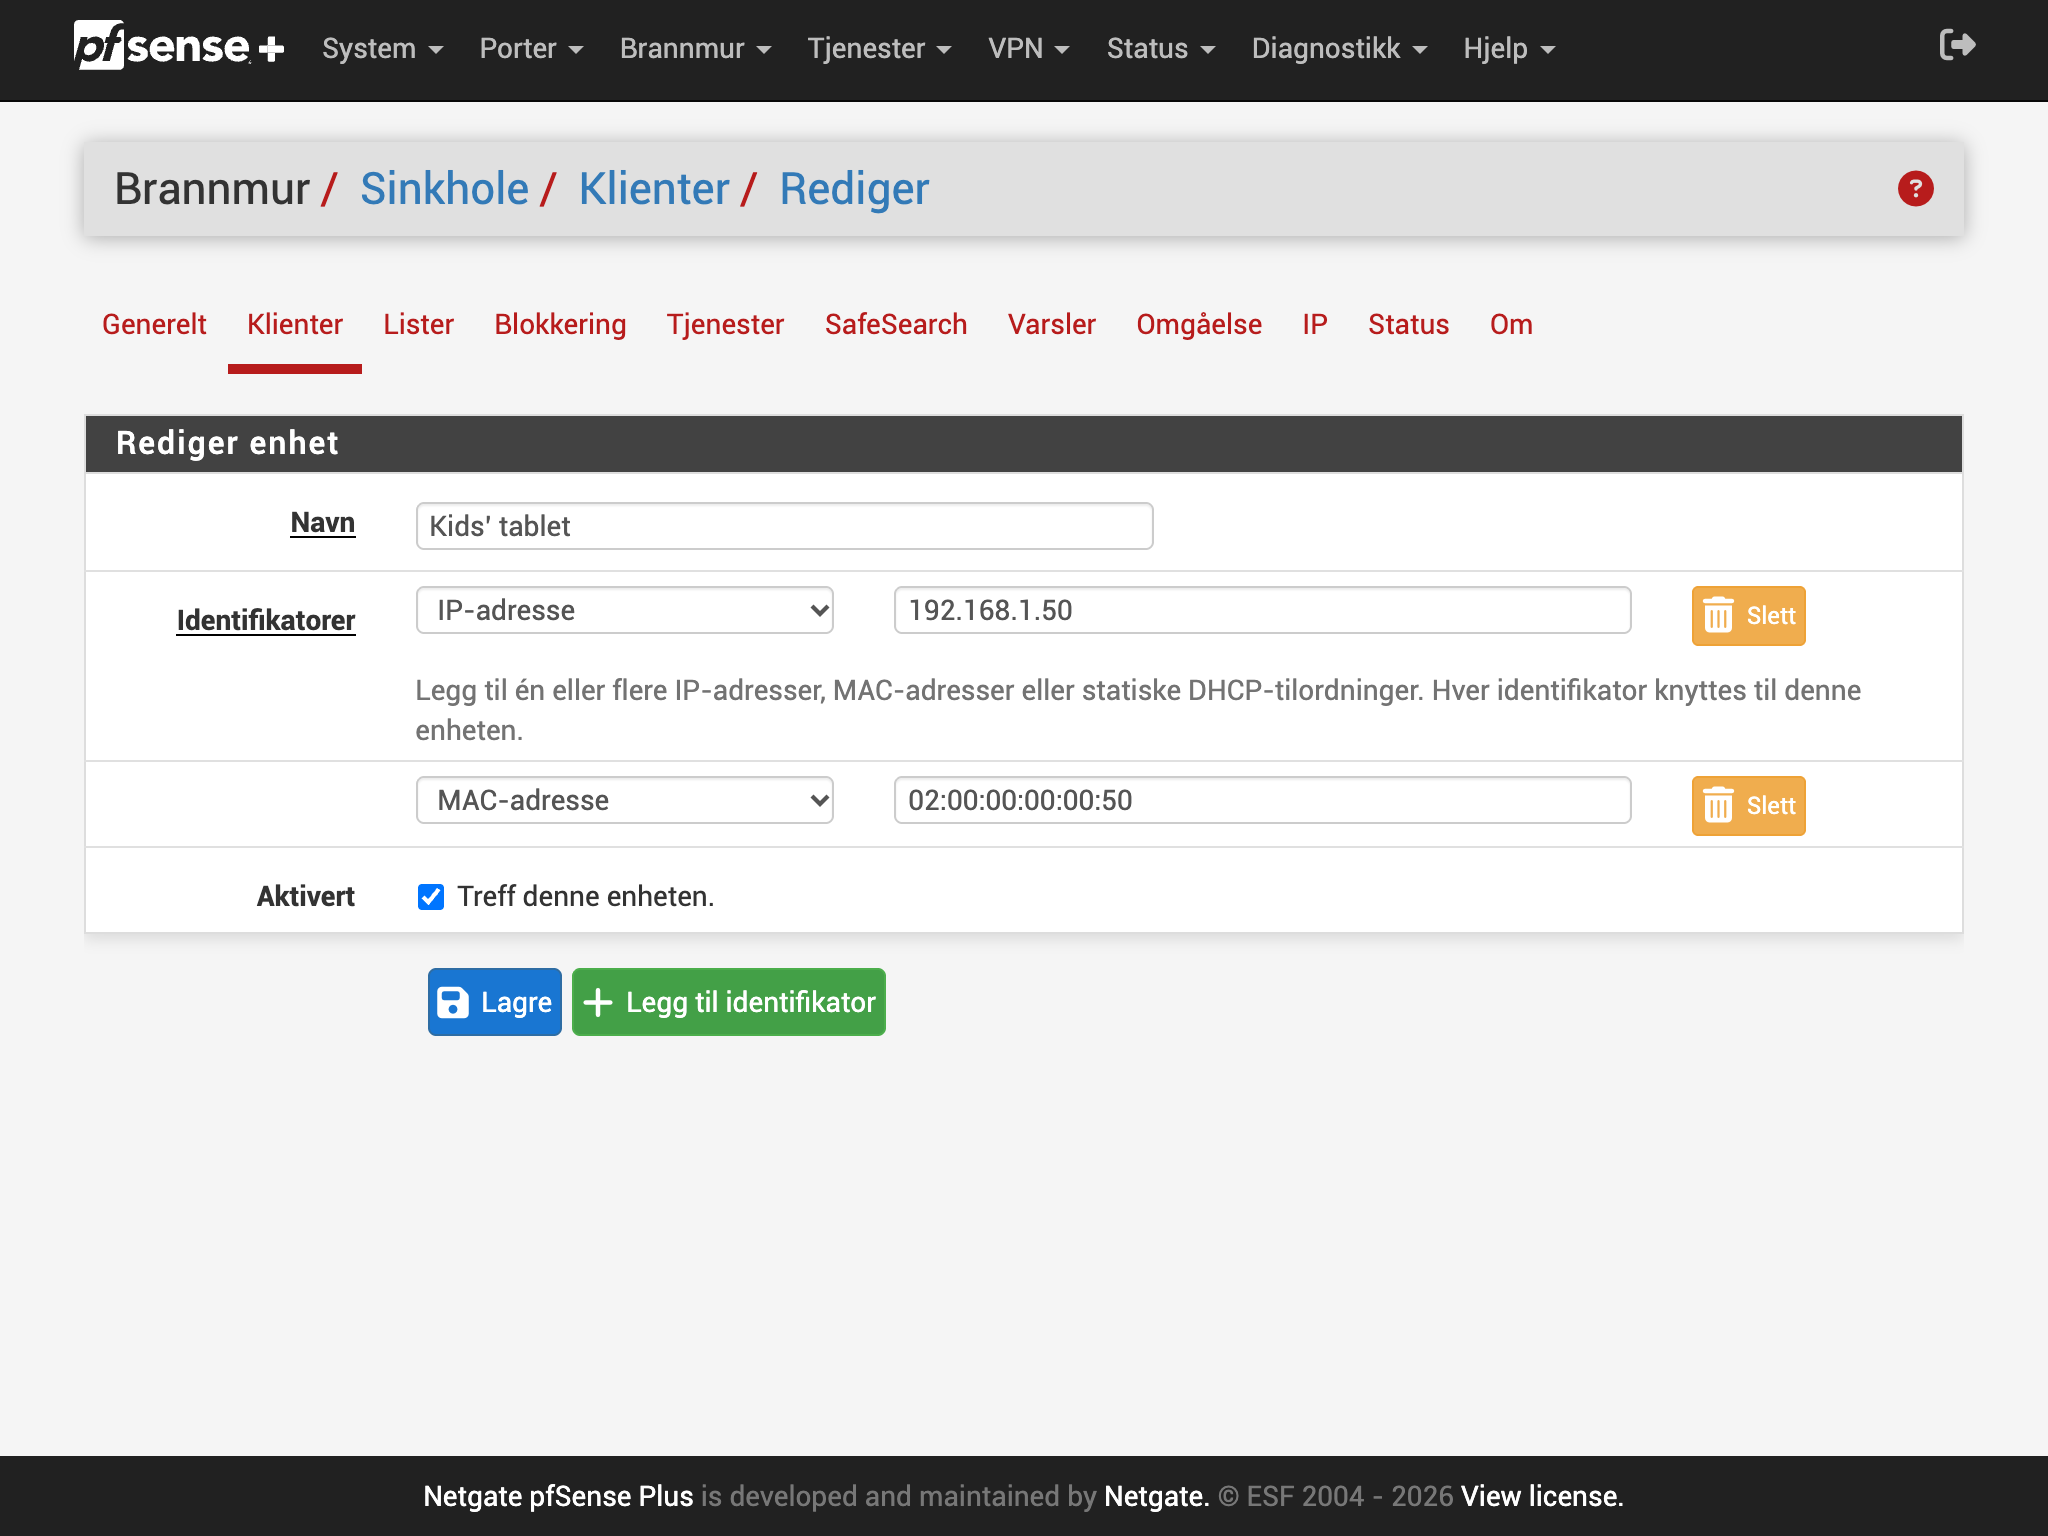 pfsense+ System Porter Brannmur Tjenester VPN Status Diagnostikk Hjelp
Brannmur / Sinkhole / Klienter / Rediger ?
Generelt Klienter Lister Blokkering Tjenester SafeSearch Varsler Omgåelse IP Status Om
Rediger enhet
Navn Kids' tablet
Identifikatorer IP-adresse 192.168.1.50 Slett
Legg til én eller flere IP-adresser, MAC-adresser eller statiske DHCP-tilordninger. Hver identifikator knyttes til denne
enheten.
MAC-adresse 02:00:00:00:00:50 Slett
Aktivert Treff denne enheten.
Lagre Legg til identifikator
Netgate pfSense Plus is developed and maintained by Netgate. © ESF 2004 - 2026 View license.